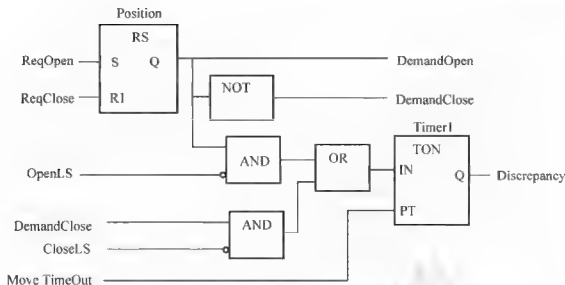 Position
RS
ReqOpen S Q DemandOpen
NOT
ReqClose R1 DemandClose
Timer1
TON
AND OR IN
OpenLS Q Discrepancy
AND PT
DemandClose
CloseLS
Move TimeOut